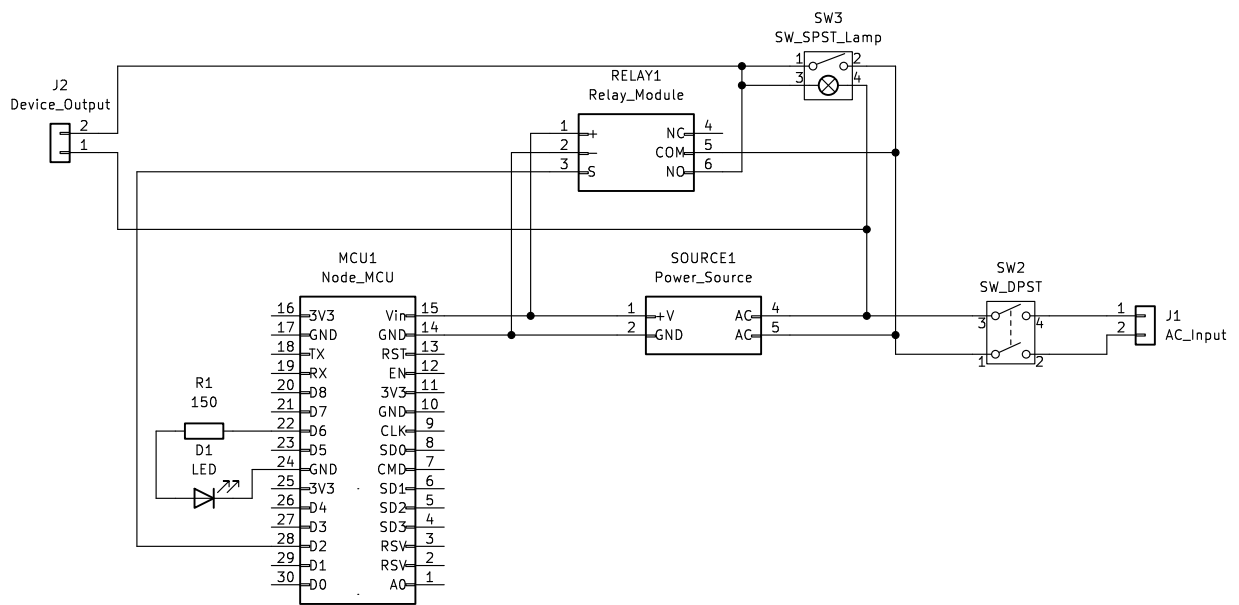 SW3
SW_SPST_Lamp
1 2
3 4
J2
Device_Output
2
1
RELAY1
Relay_Module
1 + NC 4
2 − COM 5
3 S NO 6
MCU1
Node_MCU
16 3V3 Vin 15
17 GND GND 14
18 TX RST 13
19 RX EN 12
20 D8 3V3 11
21 D7 GND 10
22 D6 CLK 9
23 D5 SD0 8
24 GND CMD 7
25 3V3 SD1 6
26 D4 SD2 5
27 D3 SD3 4
28 D2 RSV 3
29 D1 RSV 2
30 D0 A0 1
SOURCE1
Power_Source
1 +V AC 4
2 GND AC 5
SW2
SW_DPST
3 4
1 2
1 J1
2 AC_Input
R1
150
D1
LED